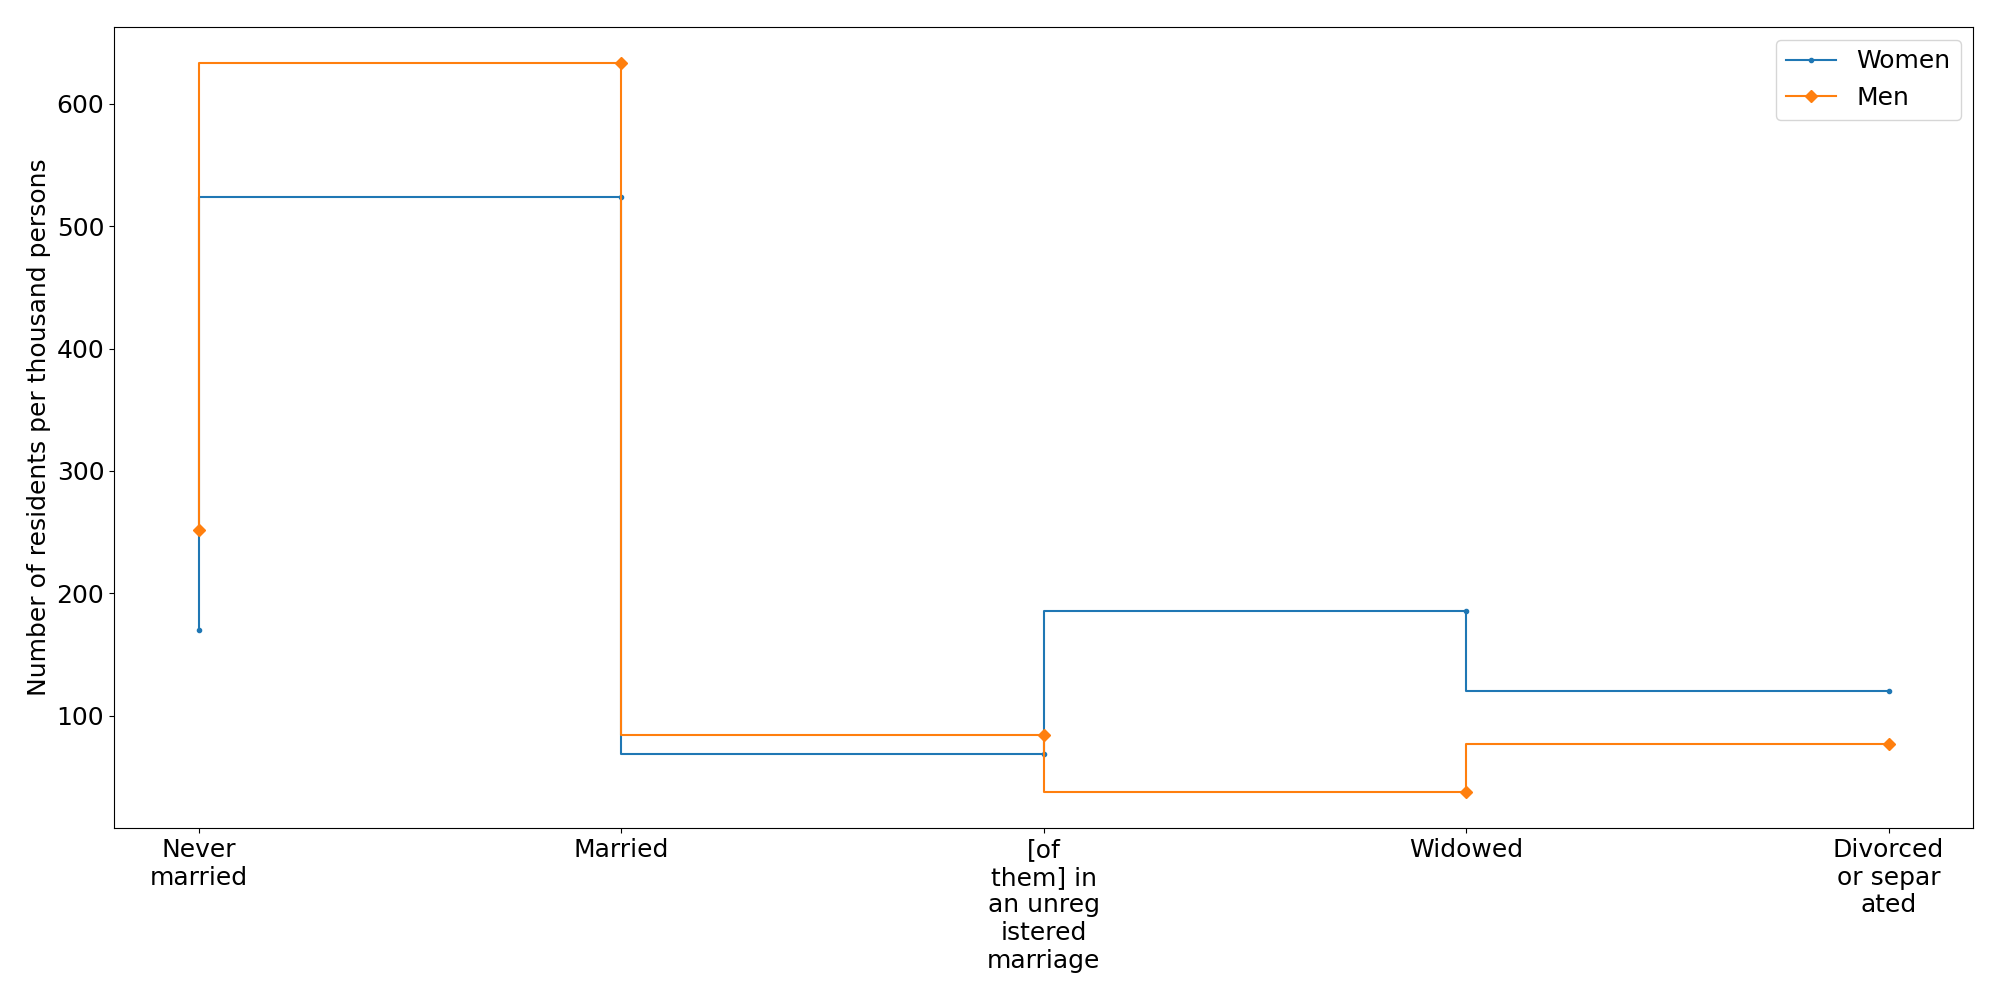 Women
Men
Number of residents per thousand persons
600
500
400
300
200
100
Never
married
Married
[of
them] in
an unreg
istered
marriage
Widowed
Divorced
or separ
ated